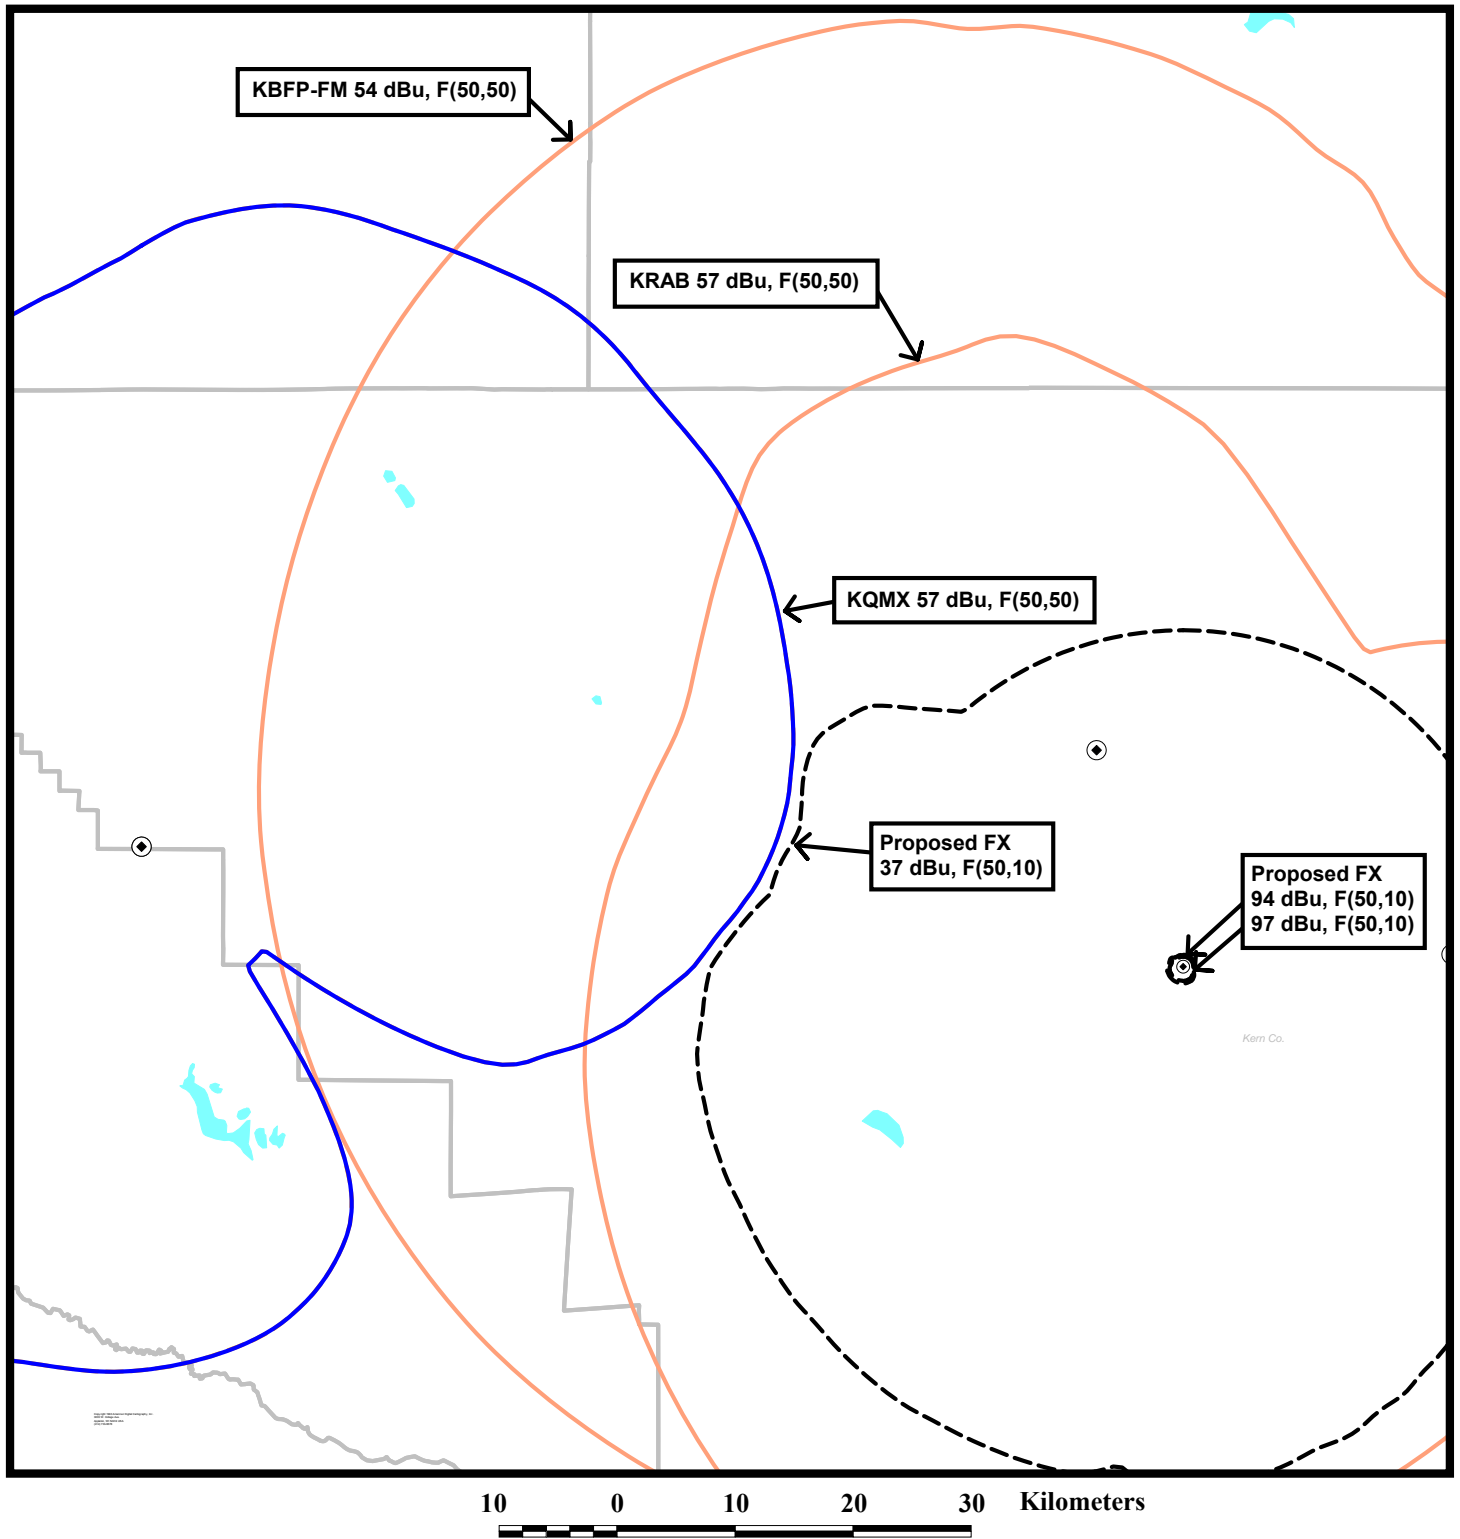 KBFP-FM 54 dBu, F(50,50)
KRAB 57 dBu, F(50,50)
KQMX 57 dBu, F(50,50)
Proposed FX
37 dBu, F(50,10)
Proposed FX
94 dBu, F(50,10)
97 dBu, F(50,10)
Kern Co.
10 0 10 20 30 Kilometers